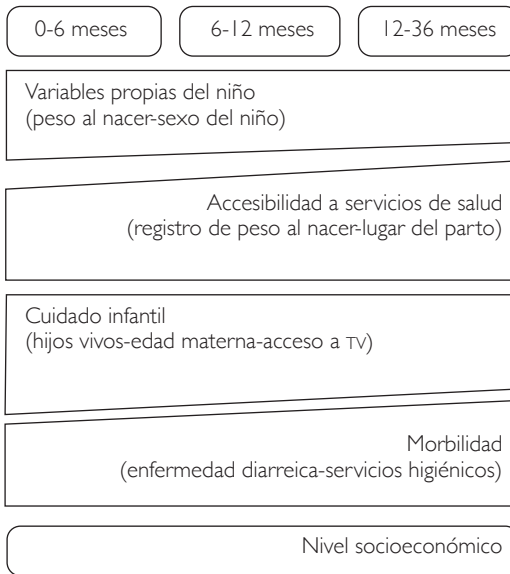 0-6 meses 6-12 meses 12-36 meses
Variables propias del niño
(peso al nacer-sexo del niño)
Accesibilidad a servicios de salud
(registro de peso al nacer-lugar del parto)
Cuidado infantil
(hijos vivos-edad materna-acceso a TV)
Morbilidad
(enfermedad diarreica-servicios higiénicos)
Nivel socioeconómico